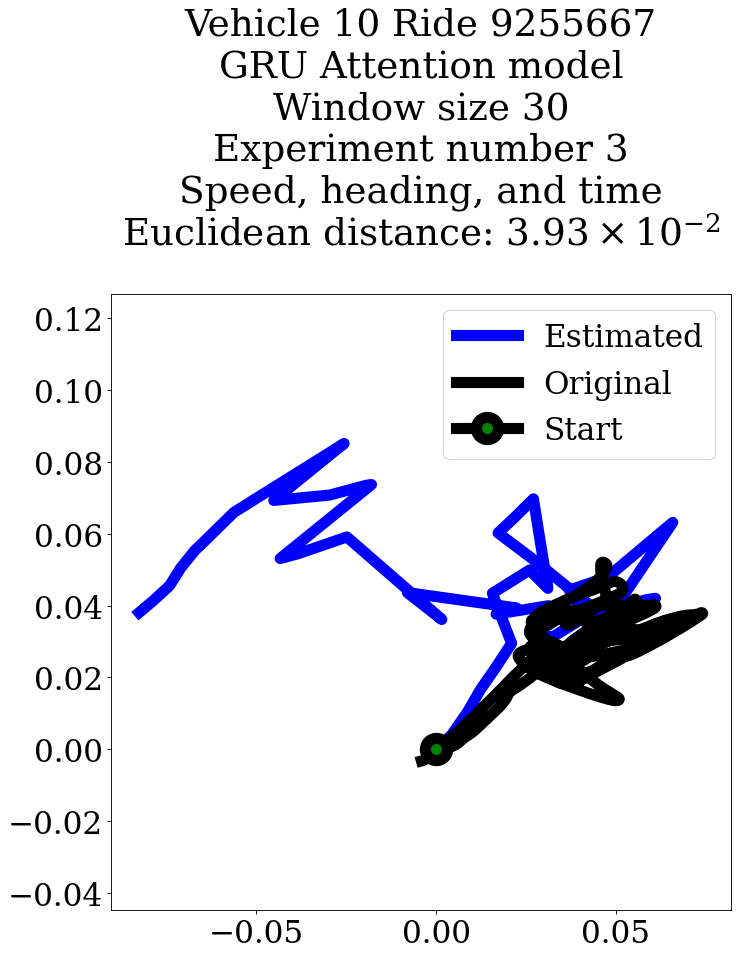 Vehicle 10 Ride 9255667
GRU Attention model
Window size 30
Experiment number 3
Speed, heading, and time
Euclidean distance: 3.93 × 10⁻²
Estimated
Original
Start
0.12
0.10
0.08
0.06
0.04
0.02
0.00
−0.02
−0.04
−0.05
0.00
0.05